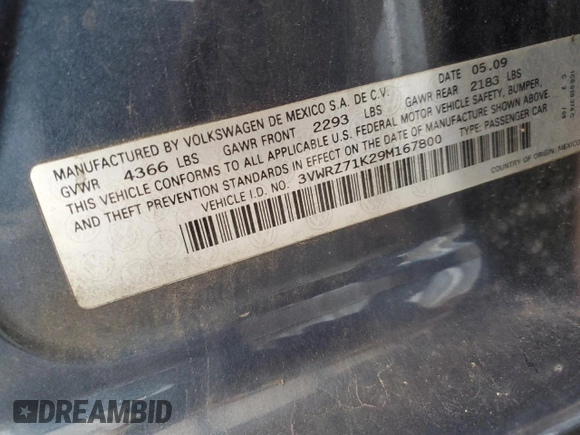 MANUFACTURED BY VOLKSWAGEN DE MEXICO S.A. DE C.V. DATE 05.09
GVWR 4366 LBS GAWR FRONT 2293 LBS GAWR REAR 2183 LBS
THIS VEHICLE CONFORMS TO ALL APPLICABLE U.S. FEDERAL MOTOR VEHICLE SAFETY, BUMPER,
AND THEFT PREVENTION STANDARDS IN EFFECT ON THE DATE OF MANUFACTURE SHOWN ABOVE
VEHICLE I.D. NO. 3VWRZ71K29M167800 TYPE: PASSENGER CAR
COUNTRY OF ORIGIN: MEXICO
DREAMBID